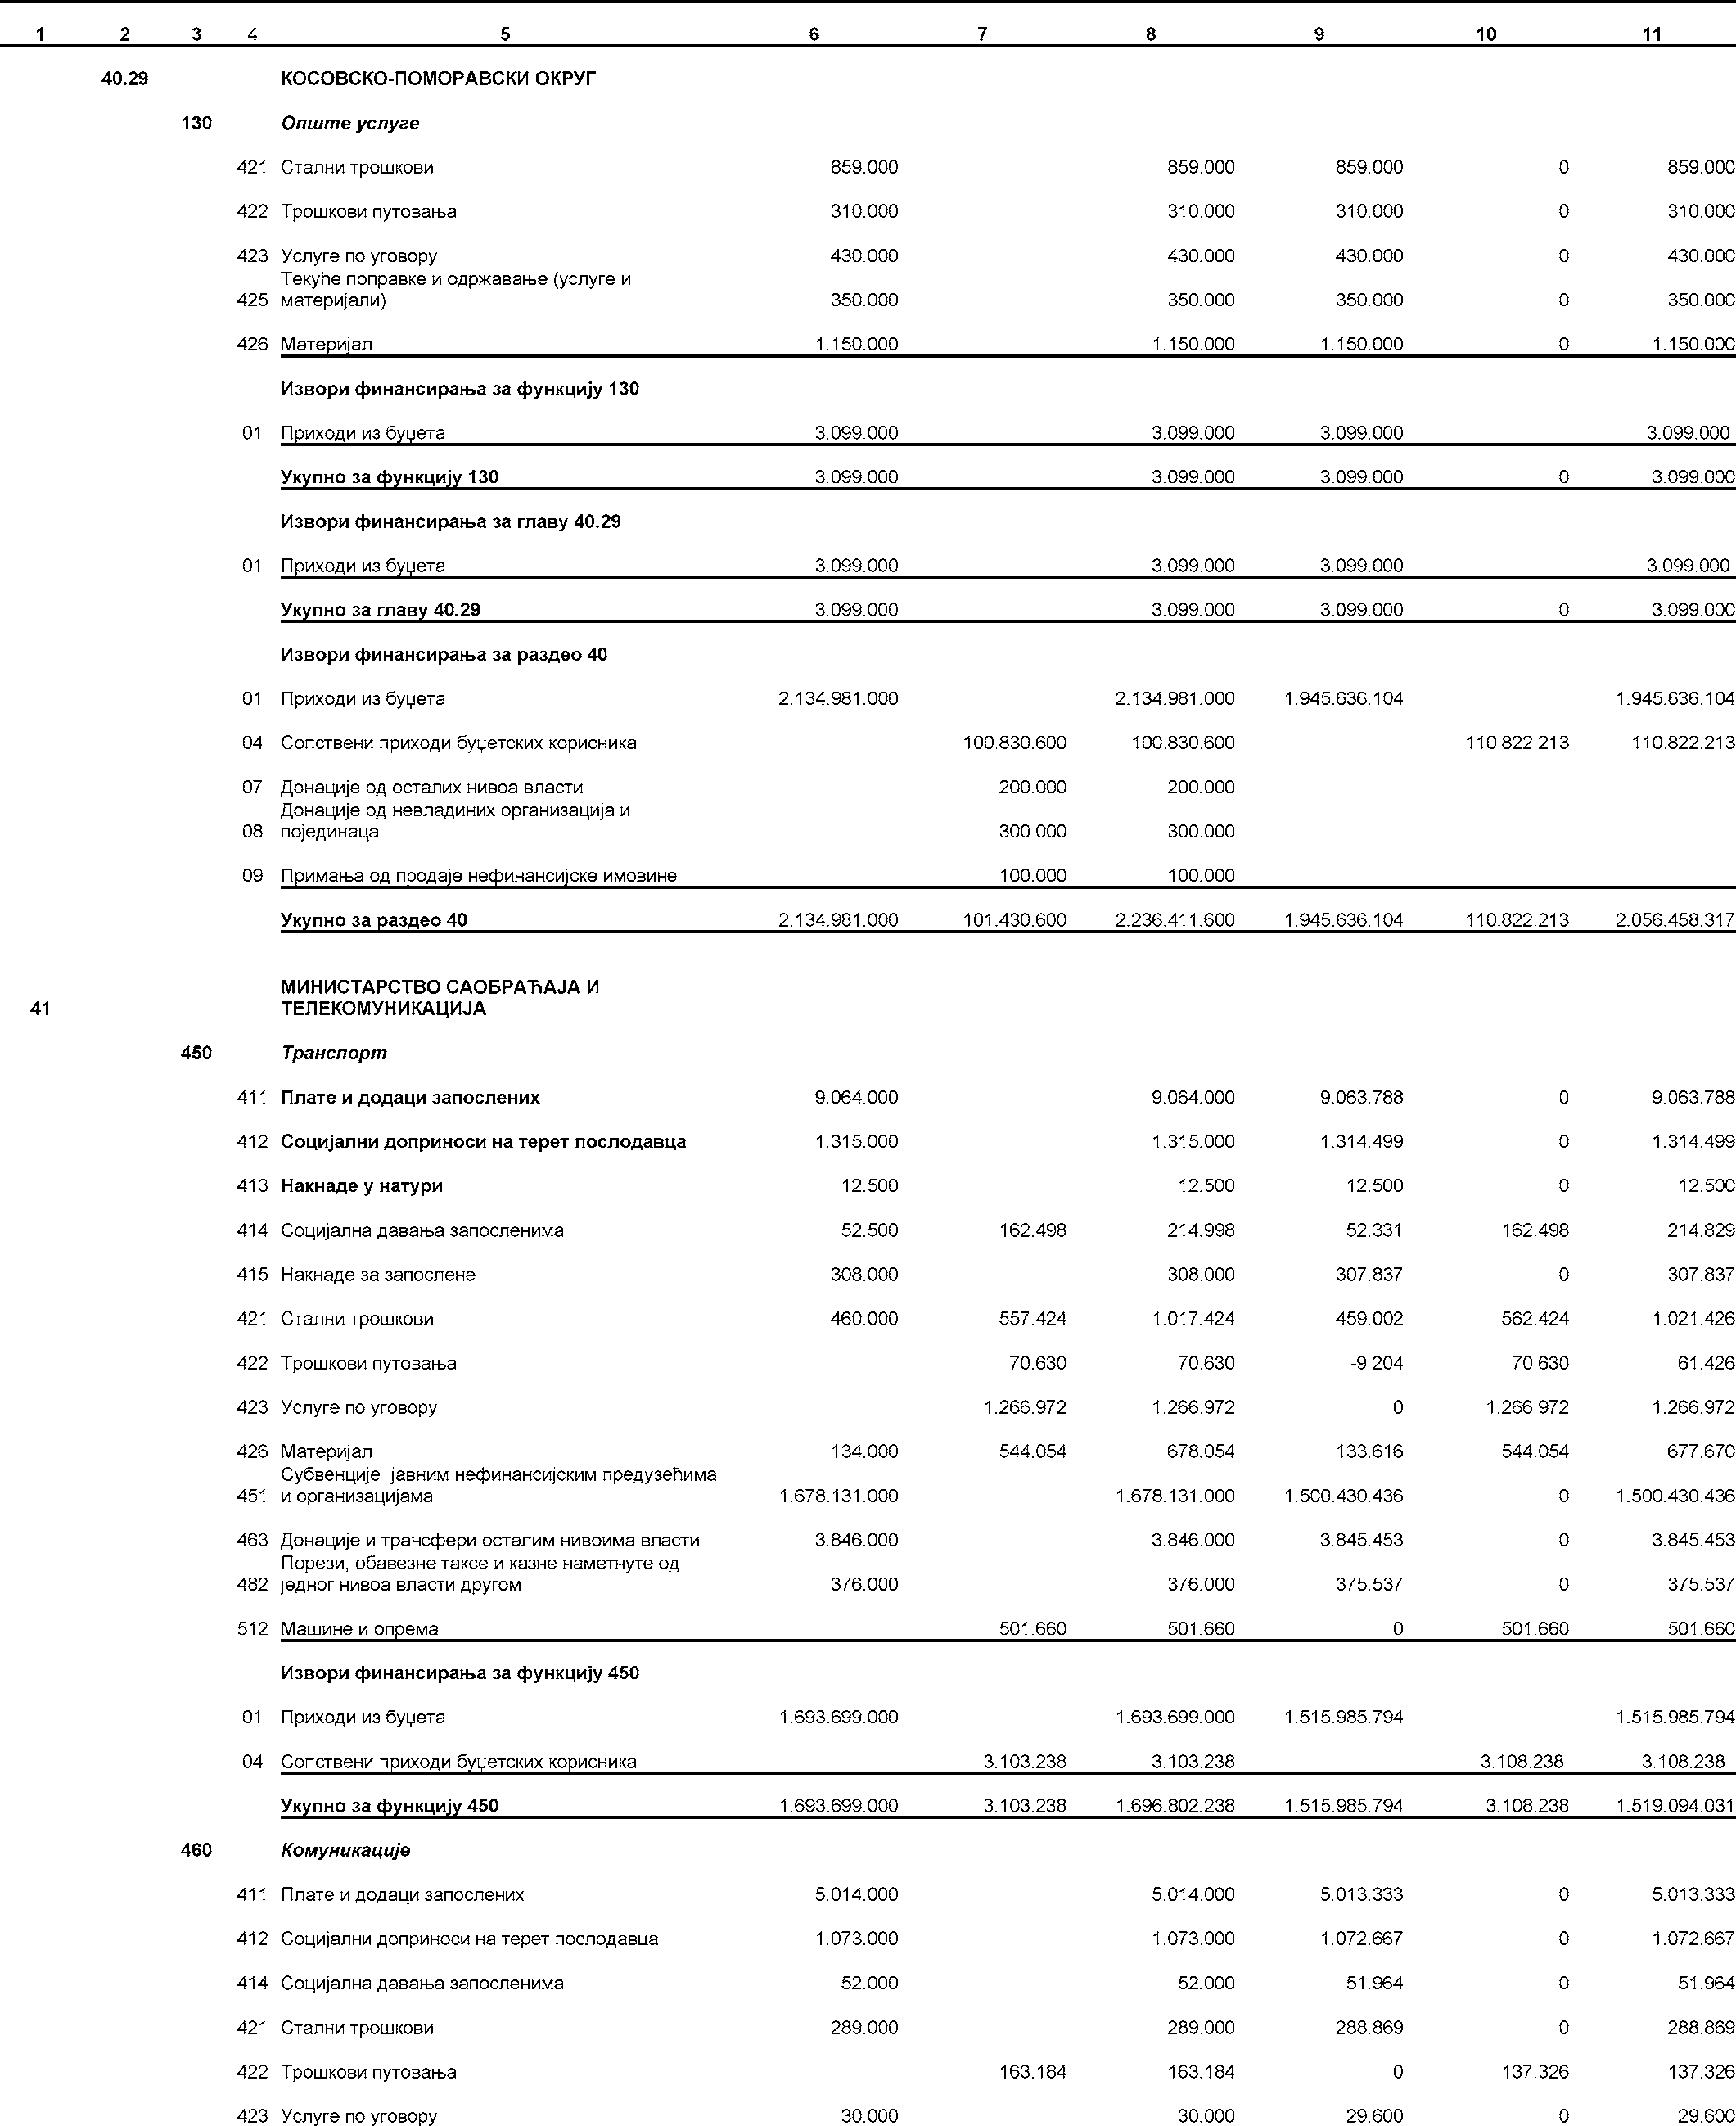 1 2 3 4 5 6 7 8 9 10 11
40.29 КОСОВСКО-ПОМОРАВСКИ ОКРУГ
130 Опште услуге
421 Стални трошкови 859.000 859.000 859.000 0 859.000
422 Трошкови путовања 310.000 310.000 310.000 0 310.000
423 Услуге по уговору 430.000 430.000 430.000 0 430.000
Текуће поправке и одржавање (услуге и
425 материјали) 350.000 350.000 350.000 0 350.000
426 Материјал 1.150.000 1.150.000 1.150.000 0 1.150.000
Извори финансирања за функцију 130
01 Приходи из буџета 3.099.000 3.099.000 3.099.000 3.099.000
Укупно за функцију 130 3.099.000 3.099.000 3.099.000 0 3.099.000
Извори финансирања за главу 40.29
01 Приходи из буџета 3.099.000 3.099.000 3.099.000 3.099.000
Укупно за главу 40.29 3.099.000 3.099.000 3.099.000 0 3.099.000
Извори финансирања за раздео 40
01 Приходи из буџета 2.134.981.000 2.134.981.000 1.945.636.104 1.945.636.104
04 Сопствени приходи буџетских корисника 100.830.600 100.830.600 110.822.213 110.822.213
07 Донације од осталих нивоа власти 200.000 200.000
Донације од невладиних организација и
08 појединаца 300.000 300.000
09 Примања од продаје нефинансијске имовине 100.000 100.000
Укупно за раздео 40 2.134.981.000 101.430.600 2.236.411.600 1.945.636.104 110.822.213 2.056.458.317
МИНИСТАРСТВО САОБРАЋАЈА И
41 ТЕЛЕКОМУНИКАЦИЈА
450 Транспорт
411 Плате и додаци запослених 9.064.000 9.064.000 9.063.788 0 9.063.788
412 Социјални доприноси на терет послодавца 1.315.000 1.315.000 1.314.499 0 1.314.499
413 Накнаде у натури 12.500 12.500 12.500 0 12.500
414 Социјална давања запосленима 52.500 162.498 214.998 52.331 162.498 214.829
415 Накнаде за запослене 308.000 308.000 307.837 0 307.837
421 Стални трошкови 460.000 557.424 1.017.424 459.002 562.424 1.021.426
422 Трошкови путовања 70.630 70.630 -9.204 70.630 61.426
423 Услуге по уговору 1.266.972 1.266.972 0 1.266.972 1.266.972
426 Материјал 134.000 544.054 678.054 133.616 544.054 677.670
Субвенције јавним нефинансијским предузећима
451 и организацијама 1.678.131.000 1.678.131.000 1.500.430.436 0 1.500.430.436
463 Донације и трансфери осталим нивоима власти 3.846.000 3.846.000 3.845.453 0 3.845.453
Порези, обавезне таксе и казне наметнуте од
482 једног нивоа власти другом 376.000 376.000 375.537 0 375.537
512 Машине и опрема 501.660 501.660 0 501.660 501.660
Извори финансирања за функцију 450
01 Приходи из буџета 1.693.699.000 1.693.699.000 1.515.985.794 1.515.985.794
04 Сопствени приходи буџетских корисника 3.103.238 3.103.238 3.108.238 3.108.238
Укупно за функцију 450 1.693.699.000 3.103.238 1.696.802.238 1.515.985.794 3.108.238 1.519.094.031
460 Комуникације
411 Плате и додаци запослених 5.014.000 5.014.000 5.013.333 0 5.013.333
412 Социјални доприноси на терет послодавца 1.073.000 1.073.000 1.072.667 0 1.072.667
414 Социјална давања запосленима 52.000 52.000 51.964 0 51.964
421 Стални трошкови 289.000 289.000 288.869 0 288.869
422 Трошкови путовања 163.184 163.184 0 137.326 137.326
423 Услуге по уговору 30.000 30.000 29.600 0 29.600